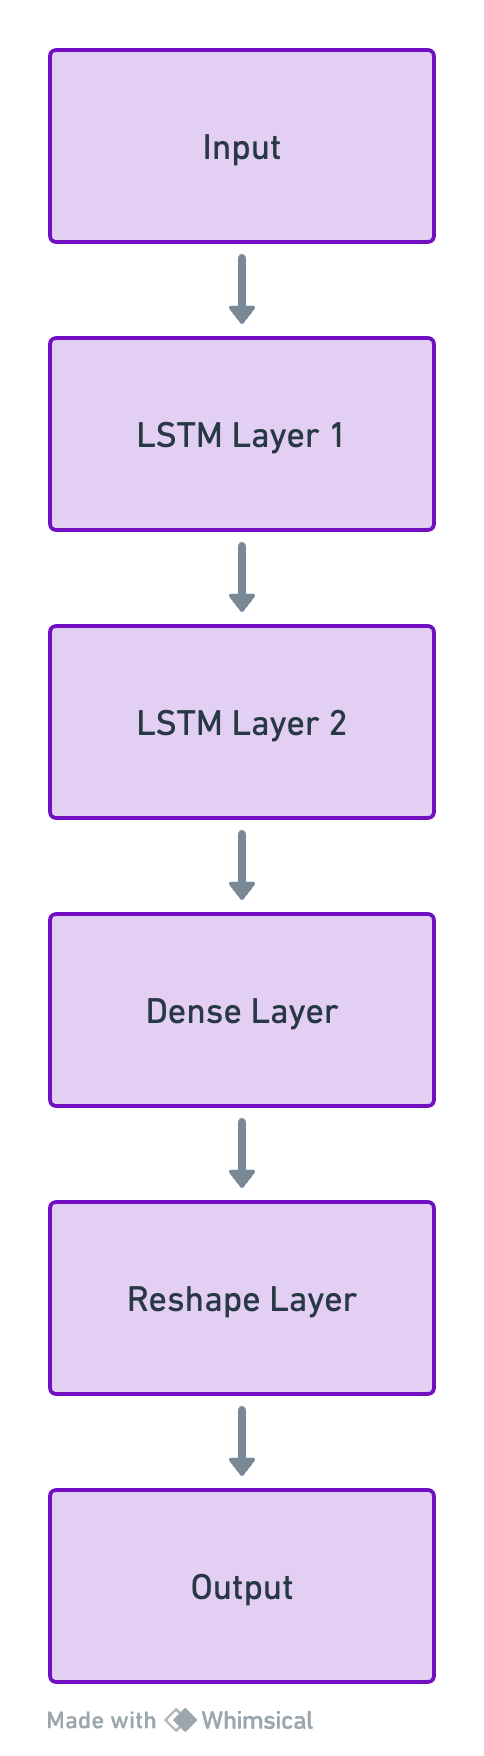 Input
LSTM Layer 1
LSTM Layer 2
Dense Layer
Reshape Layer
Output
Made with Whimsical